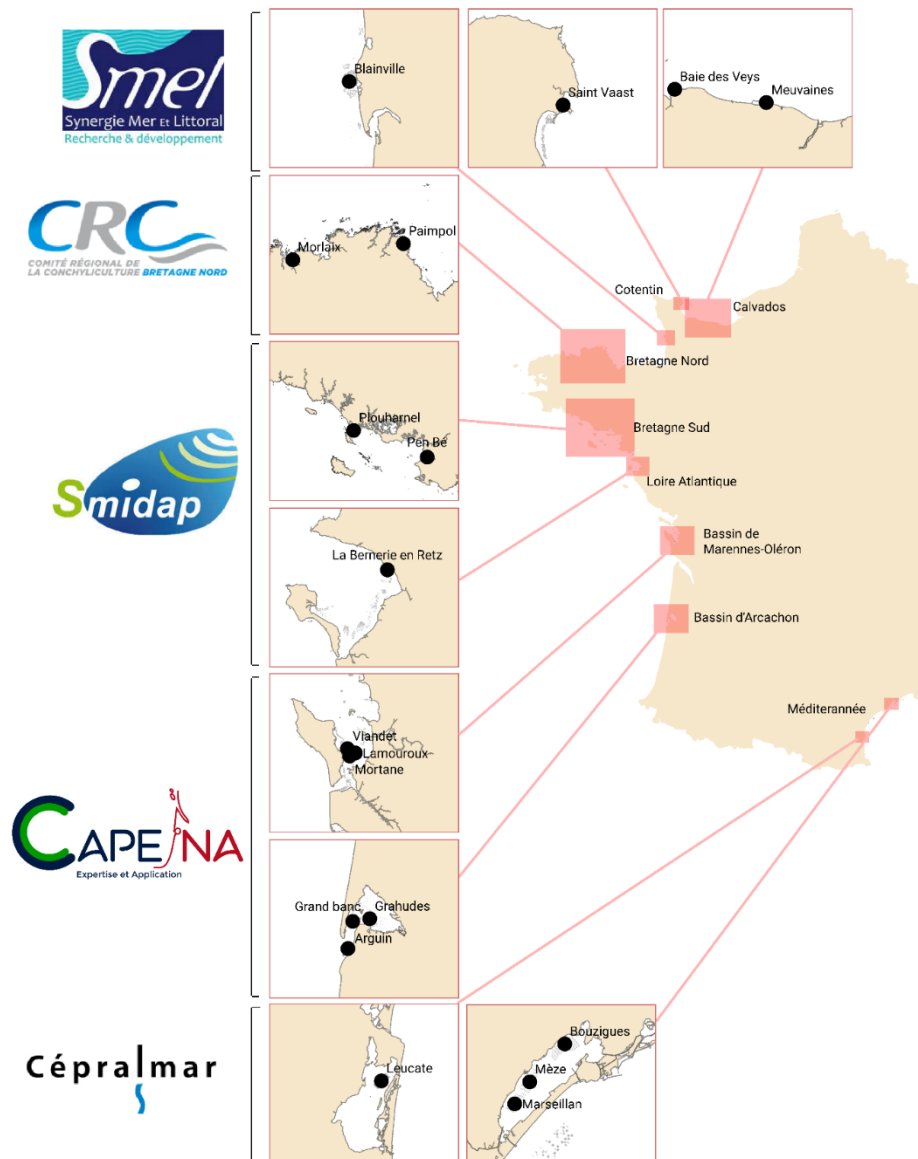 Smel
Synergie Mer Et Littoral
Recherche & développement
Blainville
Saint Vaast
Baie des Veys
Meuvaines
CRC
COMITÉ RÉGIONAL DE
LA CONCHYLICULTURE BRETAGNE NORD
Morlaix
Paimpol
Cotentin
Calvados
Bretagne Nord
Smidap
Plouharnel
Pen Bé
Bretagne Sud
Loire Atlantique
La Bernerie en Retz
Bassin de
Marennes-Oléron
Bassin d'Arcachon
CAPENA
Expertise et Application
Viandet
Lamouroux
Mortane
Méditerannée
Grand banc
Grahudes
Arguin
Cépralmar
Leucate
Bouzigues
Mèze
Marseillan